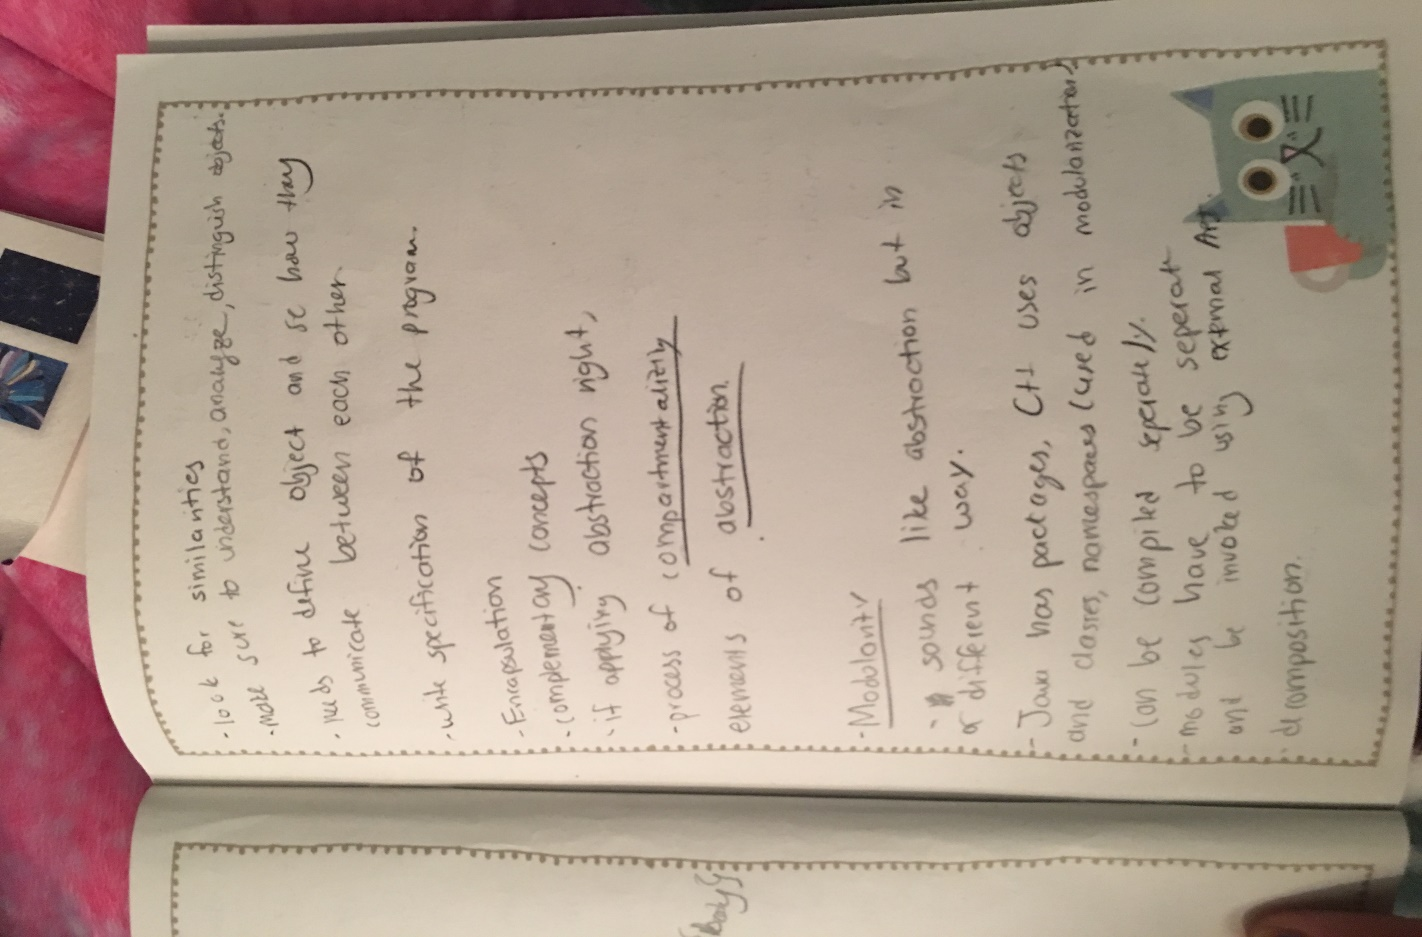 · look for similarities
· make sure to understand, analyze, distinguish objects.
· needs to define object and se how they
communicate between each other
· write specification of the program.
- Encapsulation
- complementary concepts
· if applying abstraction right,
- process of compartmentalizily
elements of abstraction.
· Modularity
- sounds like abstraction but in
a different way.
- Java has packages, C++ uses objects
and classes, namespaces (used in modularization)
- Can be compiled seperately.
- modules have to be seperat
and be invoked using external
· decomposition.
Body}